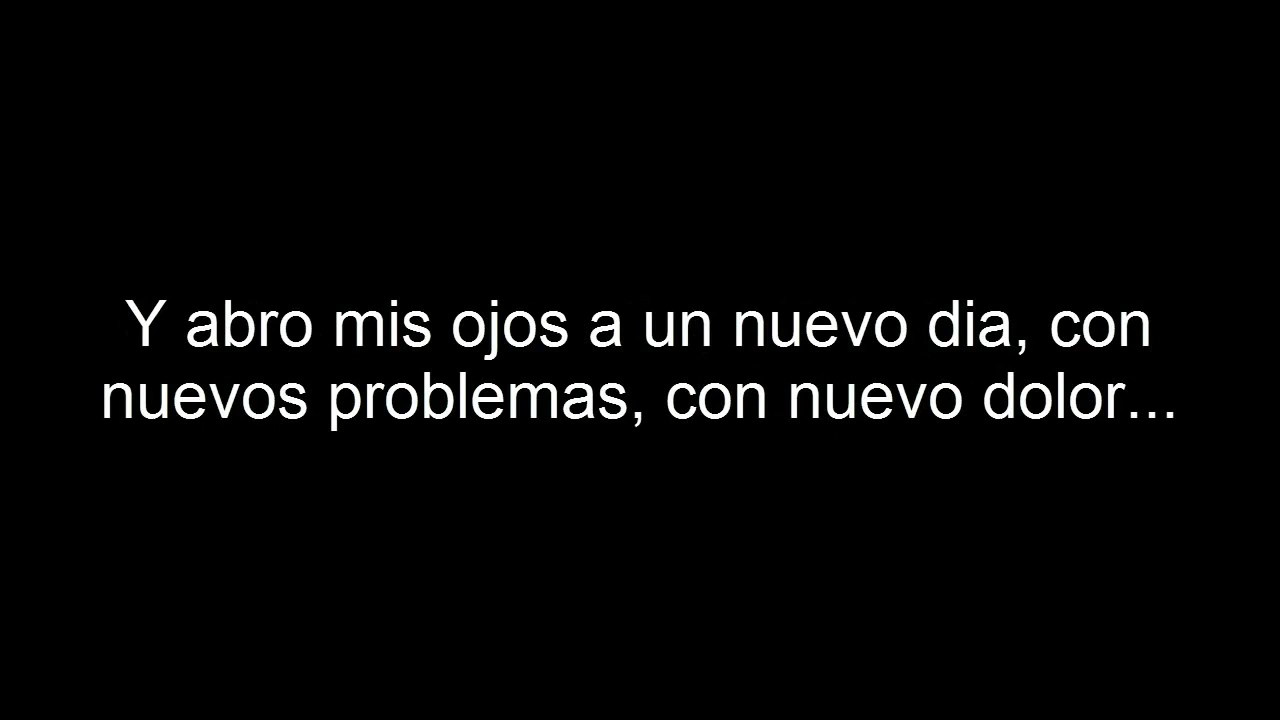 Y abro mis ojos a un nuevo dia, con
nuevos problemas, con nuevo dolor...